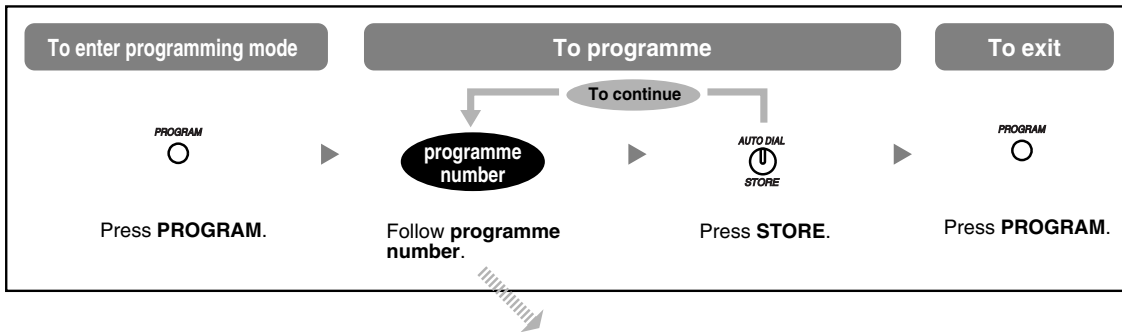 To enter programming mode
To programme
To exit
To continue
PROGRAM
programme
number
AUTO DIAL
STORE
PROGRAM
Press PROGRAM.
Follow programme
number.
Press STORE.
Press PROGRAM.